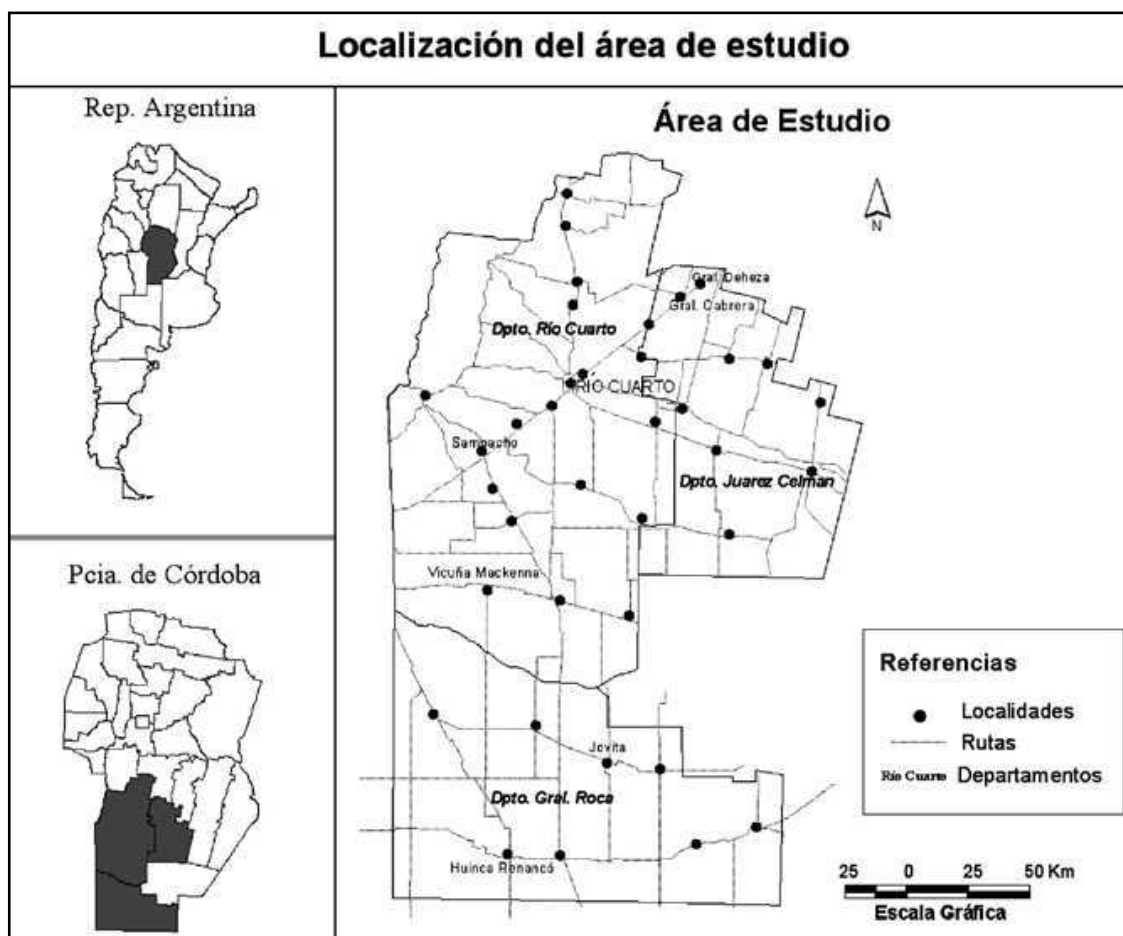 Localización del área de estudio
Rep. Argentina
Pcia. de Córdoba
Área de Estudio
N
Gral. Deheza
Gral. Cabrera
Dpto. Río Cuarto
RÍO CUARTO
Sampacho
Dpto. Juarez Celman
Vicuña Mackenna
Jovita
Dpto. Gral. Roca
Huinca Renancó
Referencias
Localidades
Rutas
Río Cuarto Departamentos
25 0 25 50 Km
Escala Gráfica